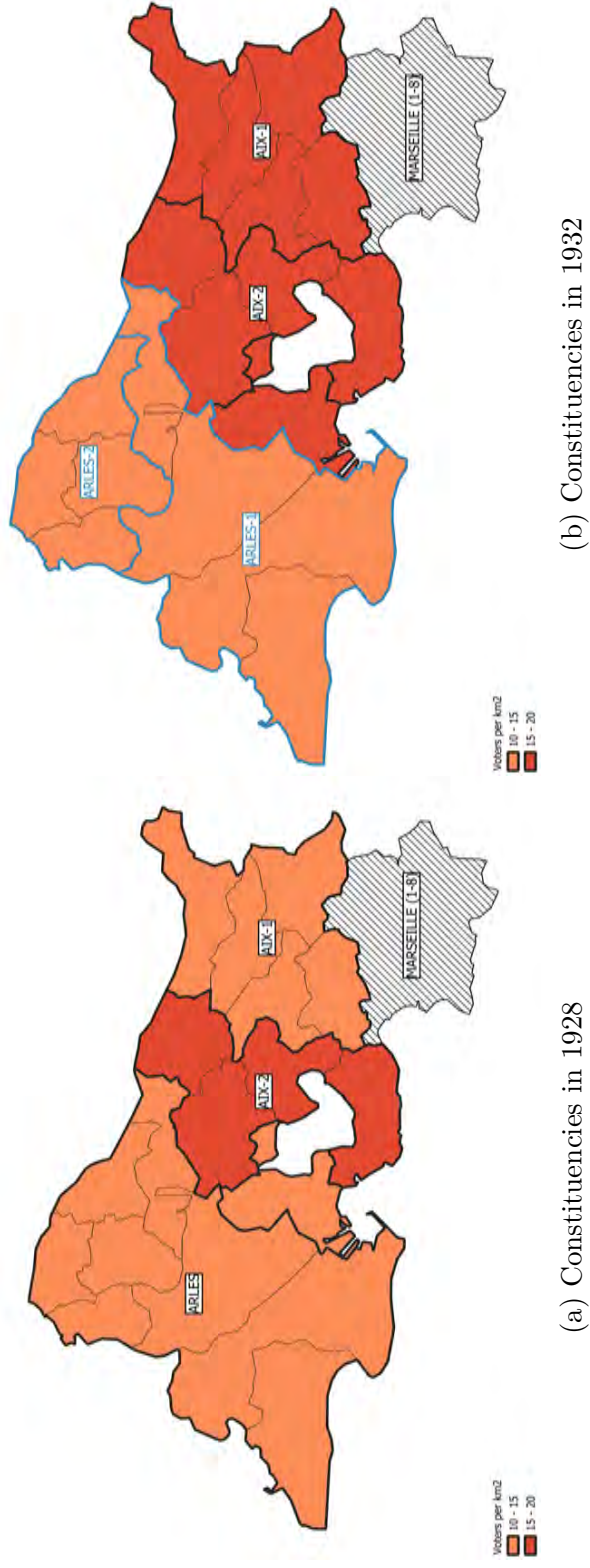 ARLES
AIX-2
AIX-1
MARSEILLE (1-8)
Voters per km2
10 - 15
15 - 20
(a) Constituencies in 1928
ARLES-2
ARLES-1
AIX-2
AIX-1
MARSEILLE (1-8)
Voters per km2
10 - 15
15 - 20
(b) Constituencies in 1932